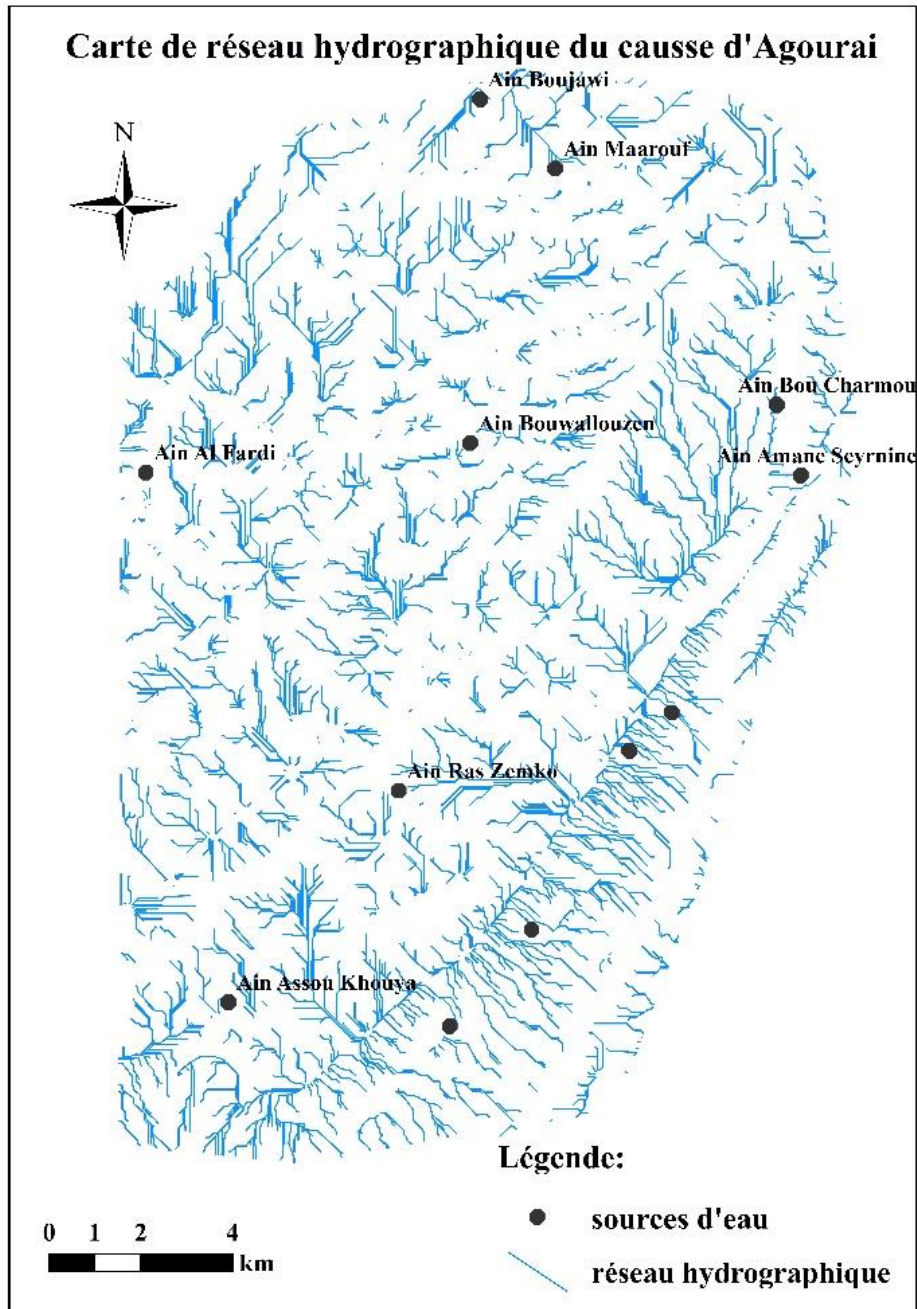 Carte de réseau hydrographique du causse d'Agourai
Ain Boujawi
N
Ain Maarouf
Ain Bou Charmou
Ain Bouwallouzen
Ain Al Fardi
Ain Amane Seyrnine
Ain Ras Zemko
Ain Assou Khouya
Légende:
sources d'eau
réseau hydrographique
0 1 2 4
km